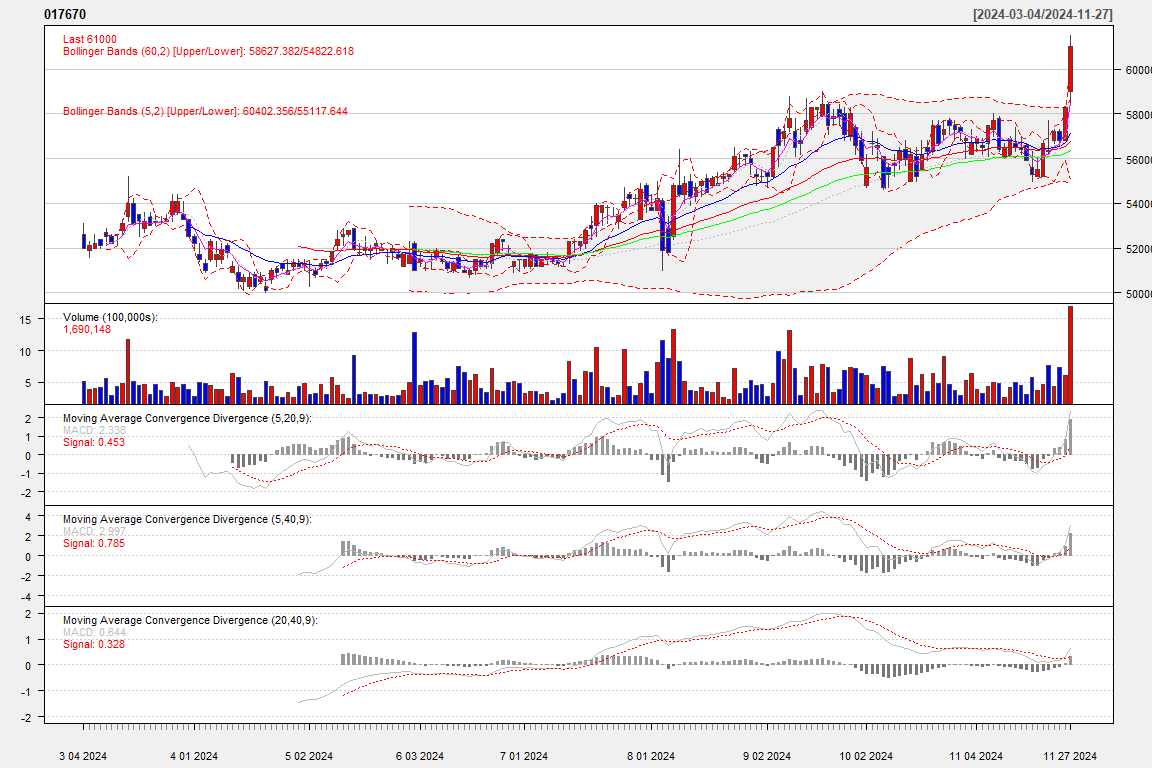 017670 [2024-03-04/2024-11-27]
Last 61000
Bollinger Bands (60,2) [Upper/Lower]: 58627.382/54822.618
Bollinger Bands (5,2) [Upper/Lower]: 60402.356/55117.644
60000
58000
56000
54000
52000
50000
Volume (100,000s):
1,690,148
15
10
5
Moving Average Convergence Divergence (5,20,9):
MACD: 2.338
Signal: 0.453
2
1
0
-1
-2
Moving Average Convergence Divergence (5,40,9):
MACD: 2.997
Signal: 0.785
4
2
0
-2
-4
Moving Average Convergence Divergence (20,40,9):
MACD: 0.644
Signal: 0.328
2
1
0
-1
-2
3 04 2024 4 01 2024 5 02 2024 6 03 2024 7 01 2024 8 01 2024 9 02 2024 10 02 2024 11 04 2024 11 27 2024